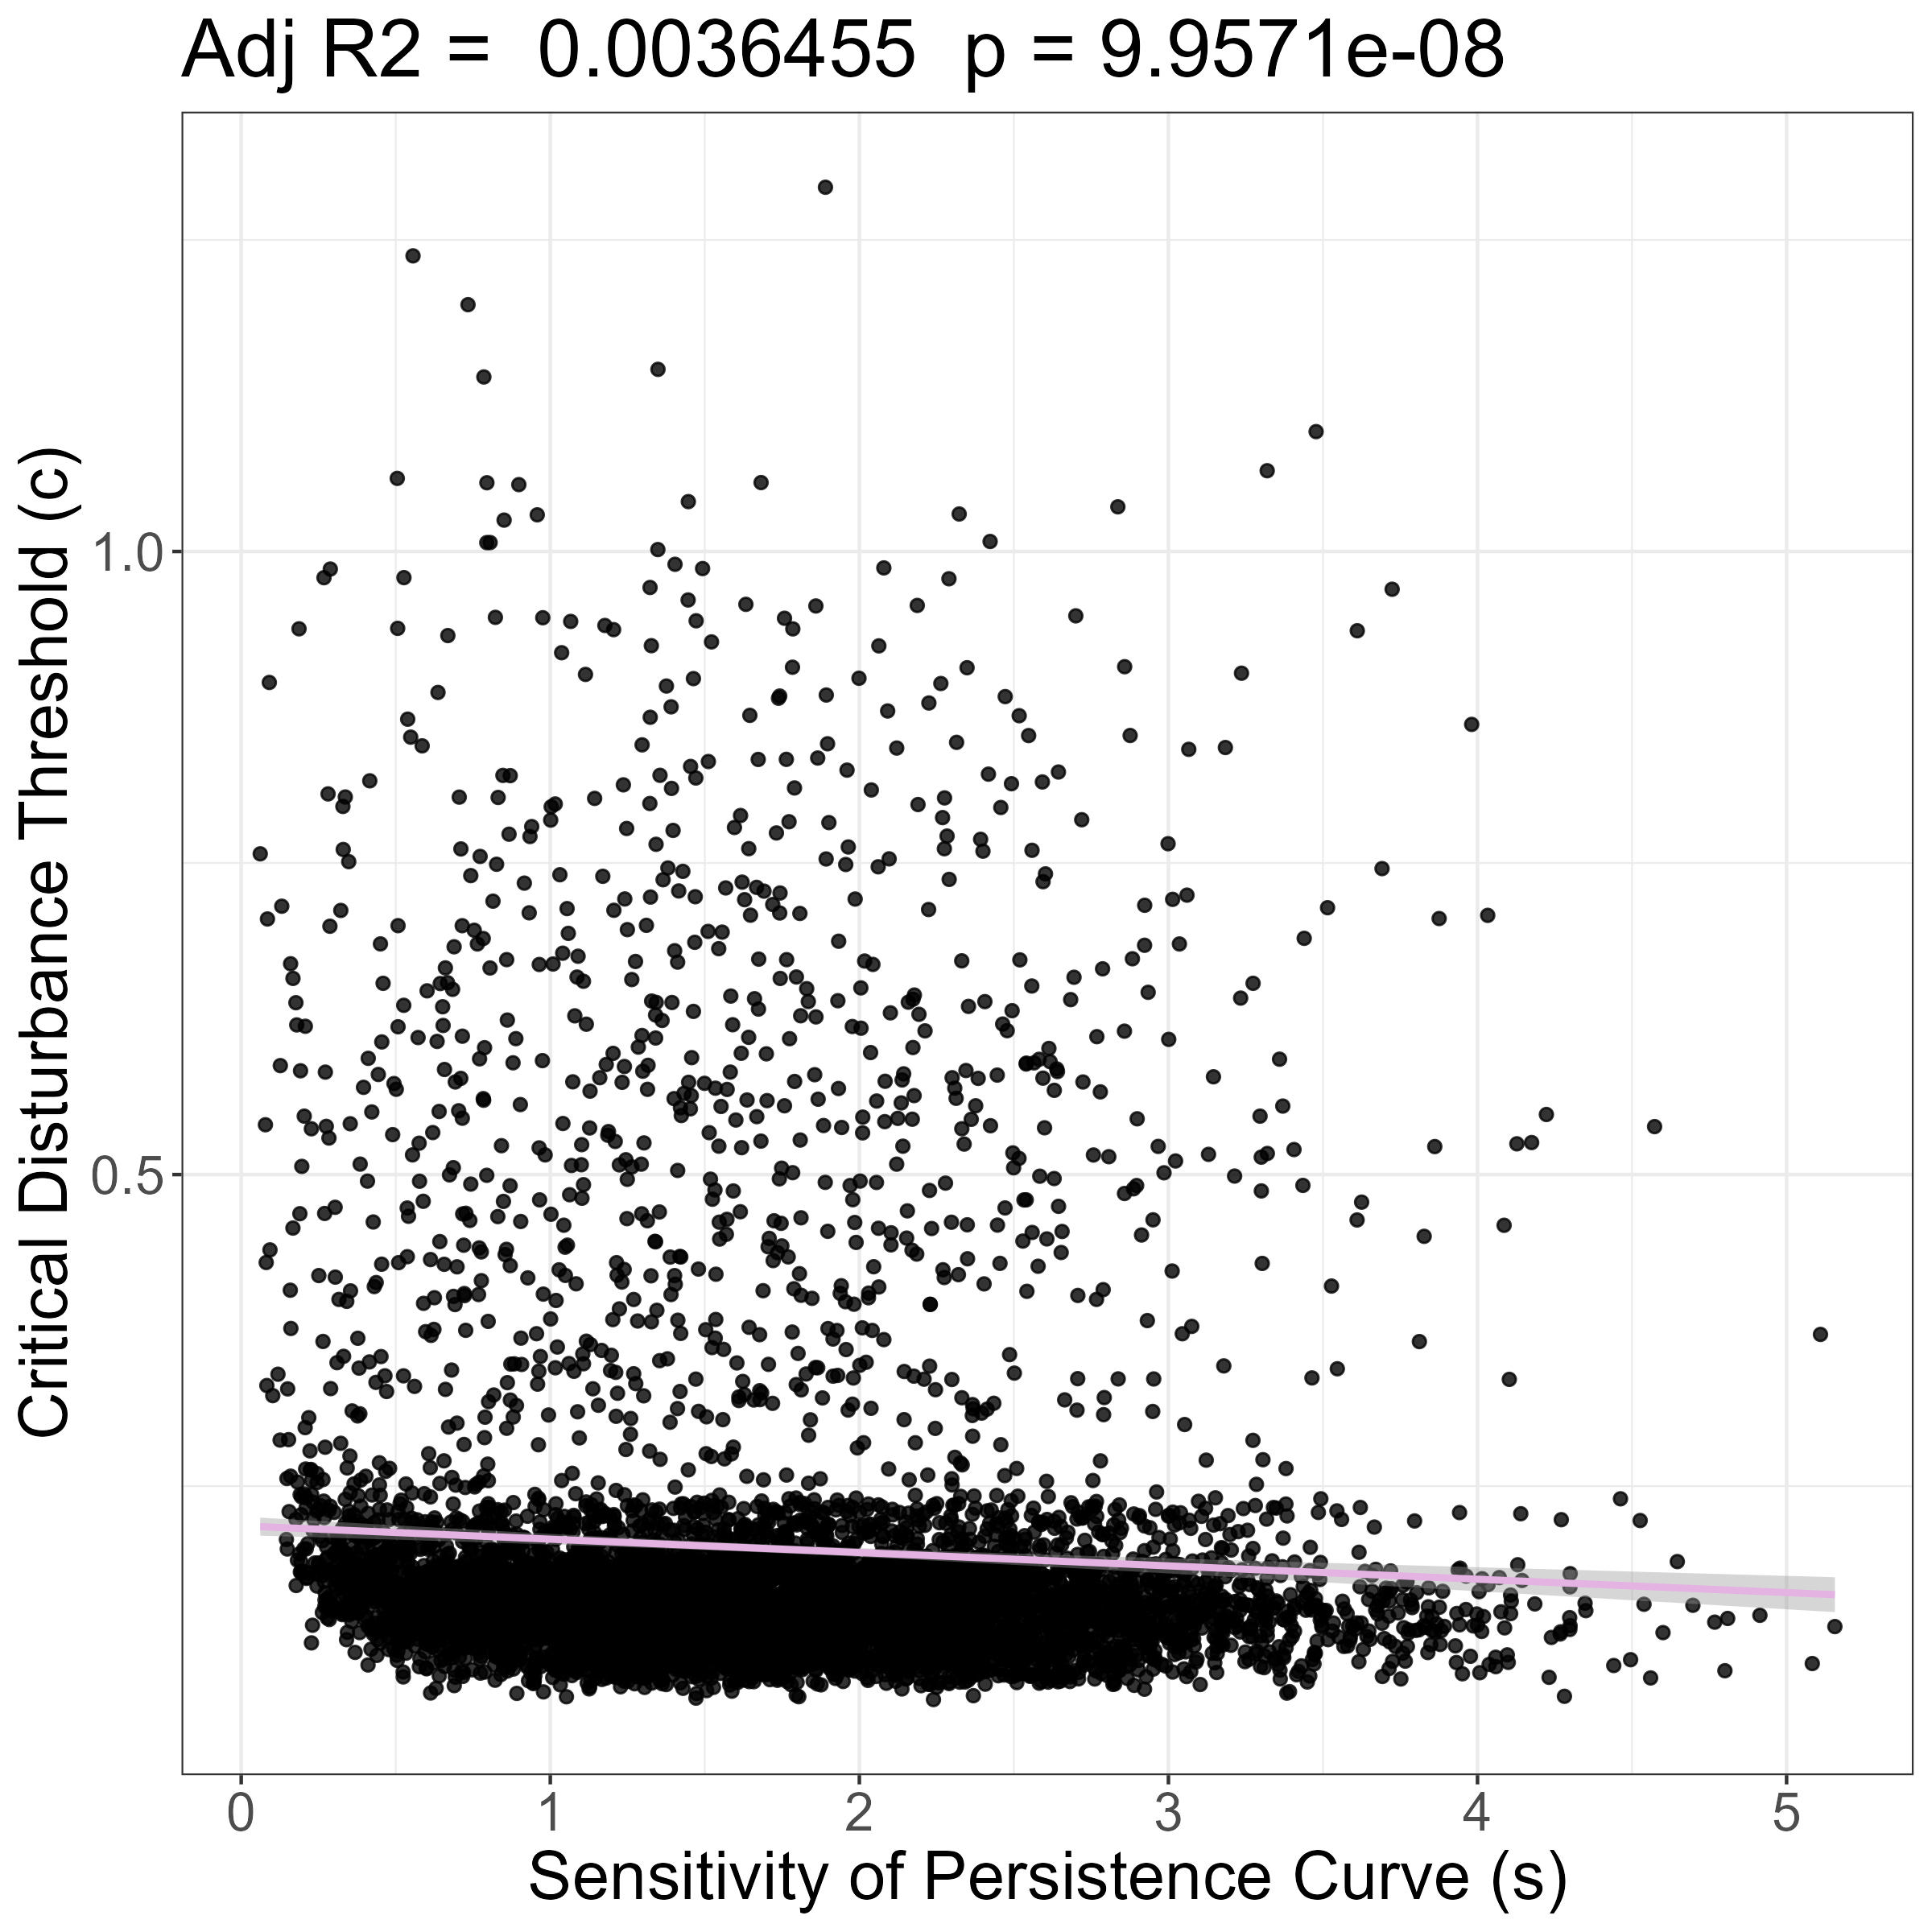 Adj R2 =  0.0036455  p = 9.9571e-08
Critical Disturbance Threshold (c)
1.0
0.5
0 1 2 3 4 5
Sensitivity of Persistence Curve (s)